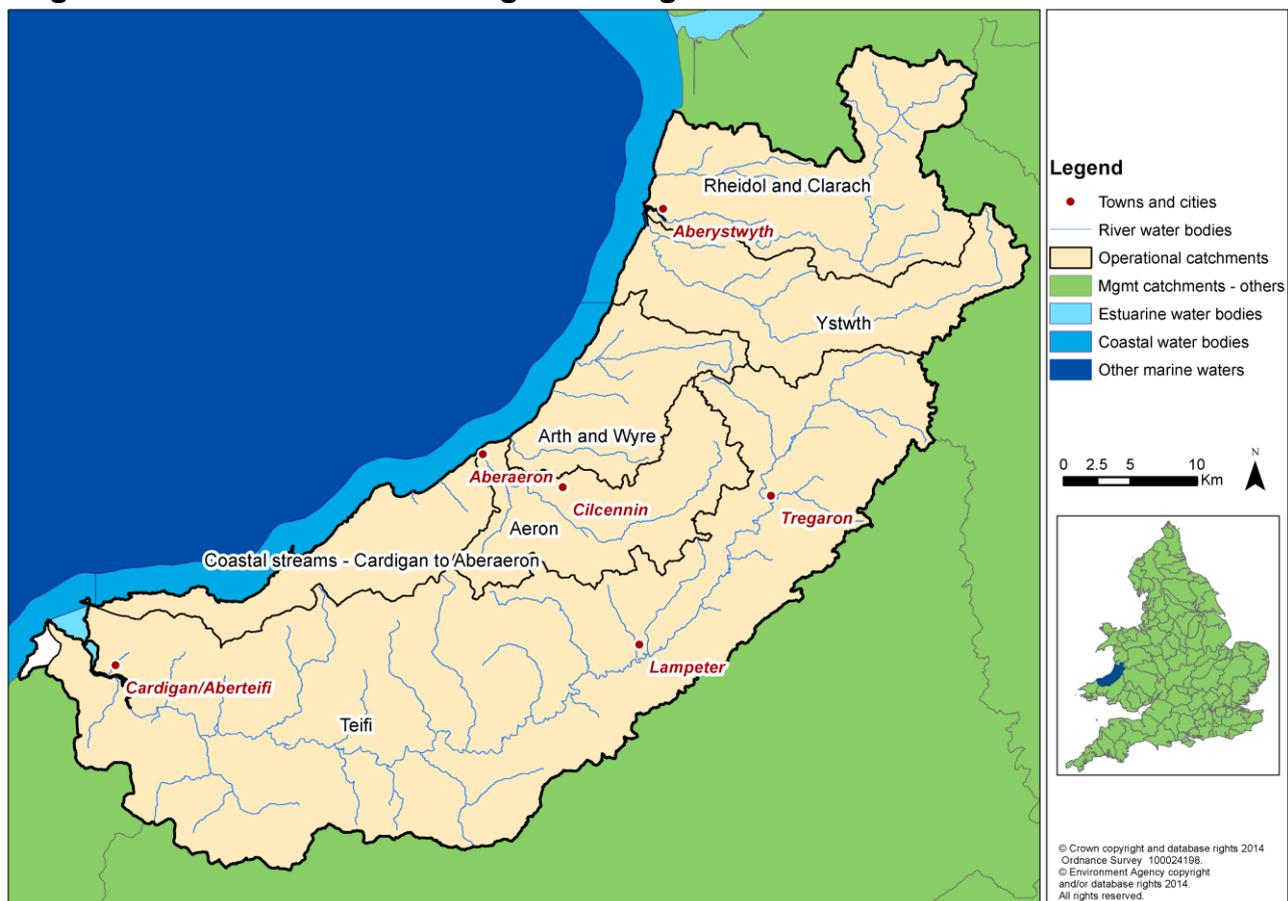 Rheidol and Clarach
Aberystwyth
Ystwth
Arth and Wyre
Aberaeron
Cilcennin
Aeron
Tregaron
Coastal streams - Cardigan to Aberaeron
Lampeter
Cardigan/Aberteifi
Teifi
Legend
Towns and cities
River water bodies
Operational catchments
Mgmt catchments - others
Estuarine water bodies
Coastal water bodies
Other marine waters
0 2.5 5 10
Km
N
© Crown copyright and database rights 2014
Ordnance Survey 100024198.
© Environment Agency copyright
and/or database rights 2014.
All rights reserved.